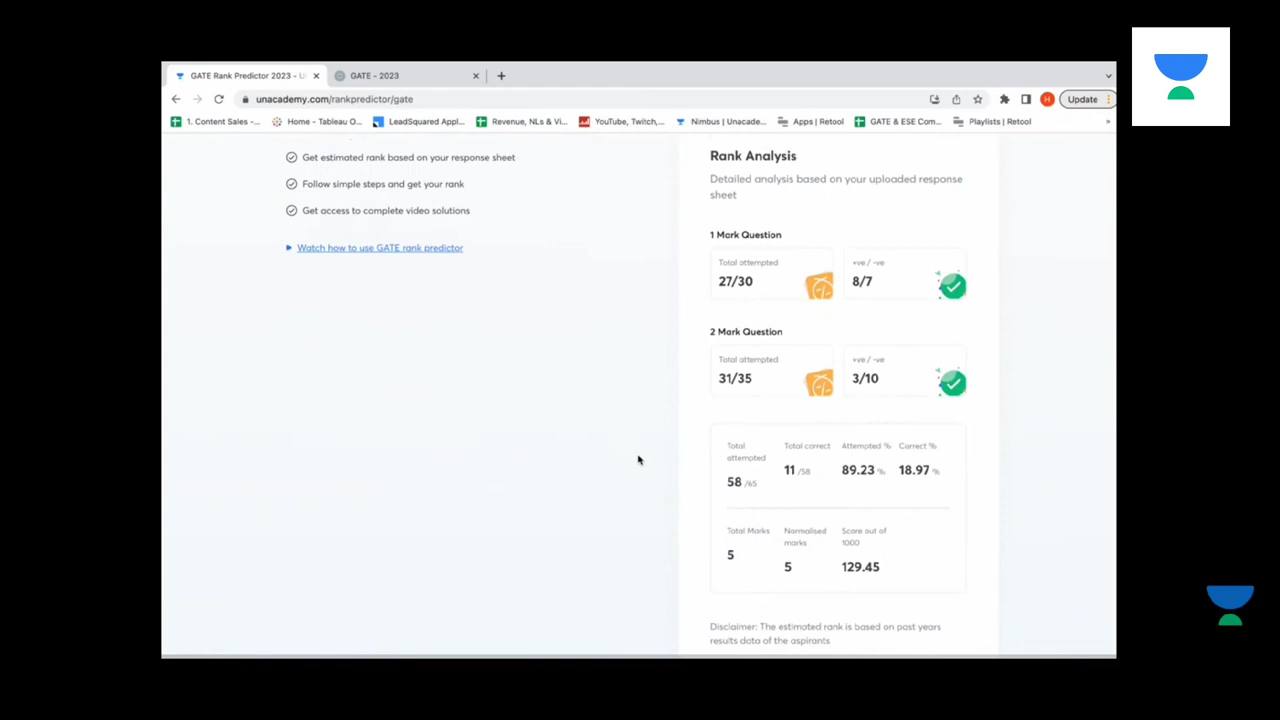 GATE Rank Predictor 2023 - U
GATE - 2023
unacademy.com/rankpredictor/gate
Update
1. Content Sales -...
Home - Tableau O...
LeadSquared Appl...
Revenue, NLs & Vi...
YouTube, Twitch,...
Nimbus | Unacade...
Apps | Retool
GATE & ESE Com...
Playlists | Retool
»
Get estimated rank based on your response sheet
Follow simple steps and get your rank
Get access to complete video solutions
Watch how to use GATE rank predictor
Rank Analysis
Detailed analysis based on your uploaded response
sheet
1 Mark Question
Total attempted
27/30
+ve / -ve
8/7
2 Mark Question
Total attempted
31/35
+ve / -ve
3/10
Total
attempted
58 /65
Total correct
11 /58
Attempted %
89.23 %
Correct %
18.97 %
Total Marks
5
Normalised
marks
5
Score out of
1000
129.45
Disclaimer: The estimated rank is based on past years
results data of the aspirants
H